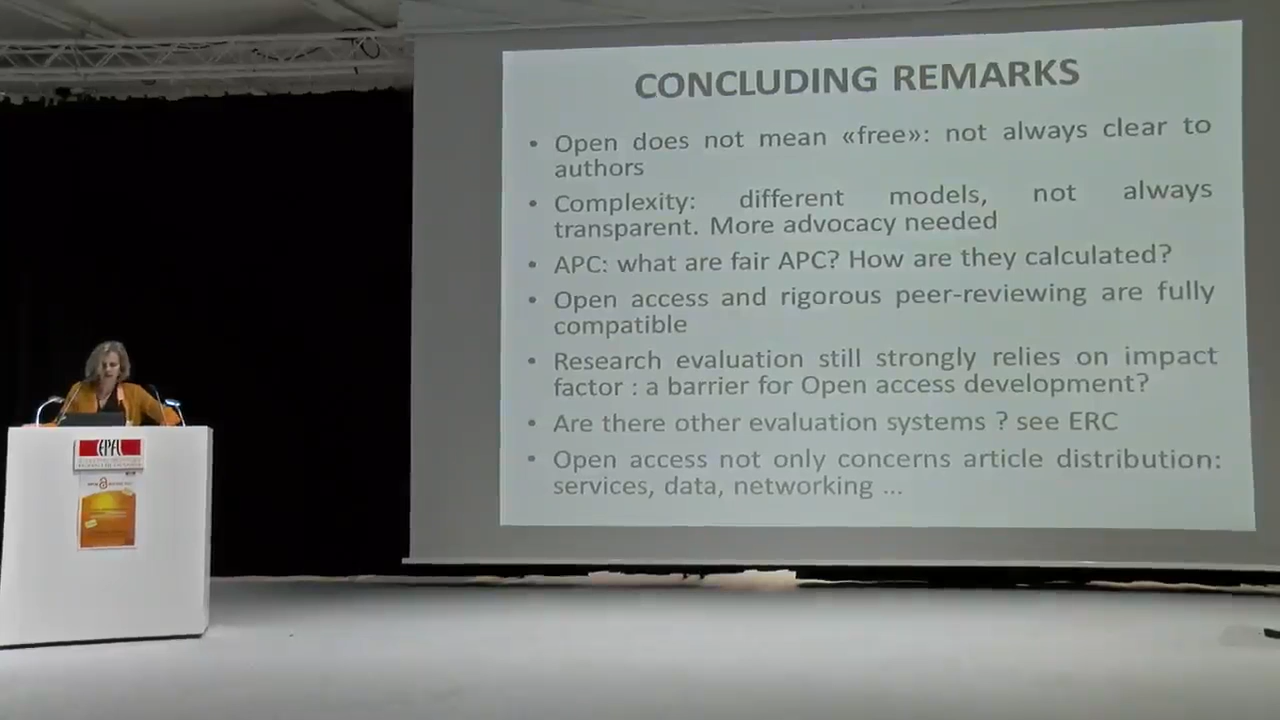 CONCLUDING REMARKS
• Open does not mean «free»: not always clear to
authors
• Complexity: different models, not always
transparent. More advocacy needed
• APC: what are fair APC? How are they calculated?
• Open access and rigorous peer-reviewing are fully
compatible
• Research evaluation still strongly relies on impact
factor : a barrier for Open access development?
• Are there other evaluation systems ? see ERC
• Open access not only concerns article distribution:
services, data, networking ...
EPFL